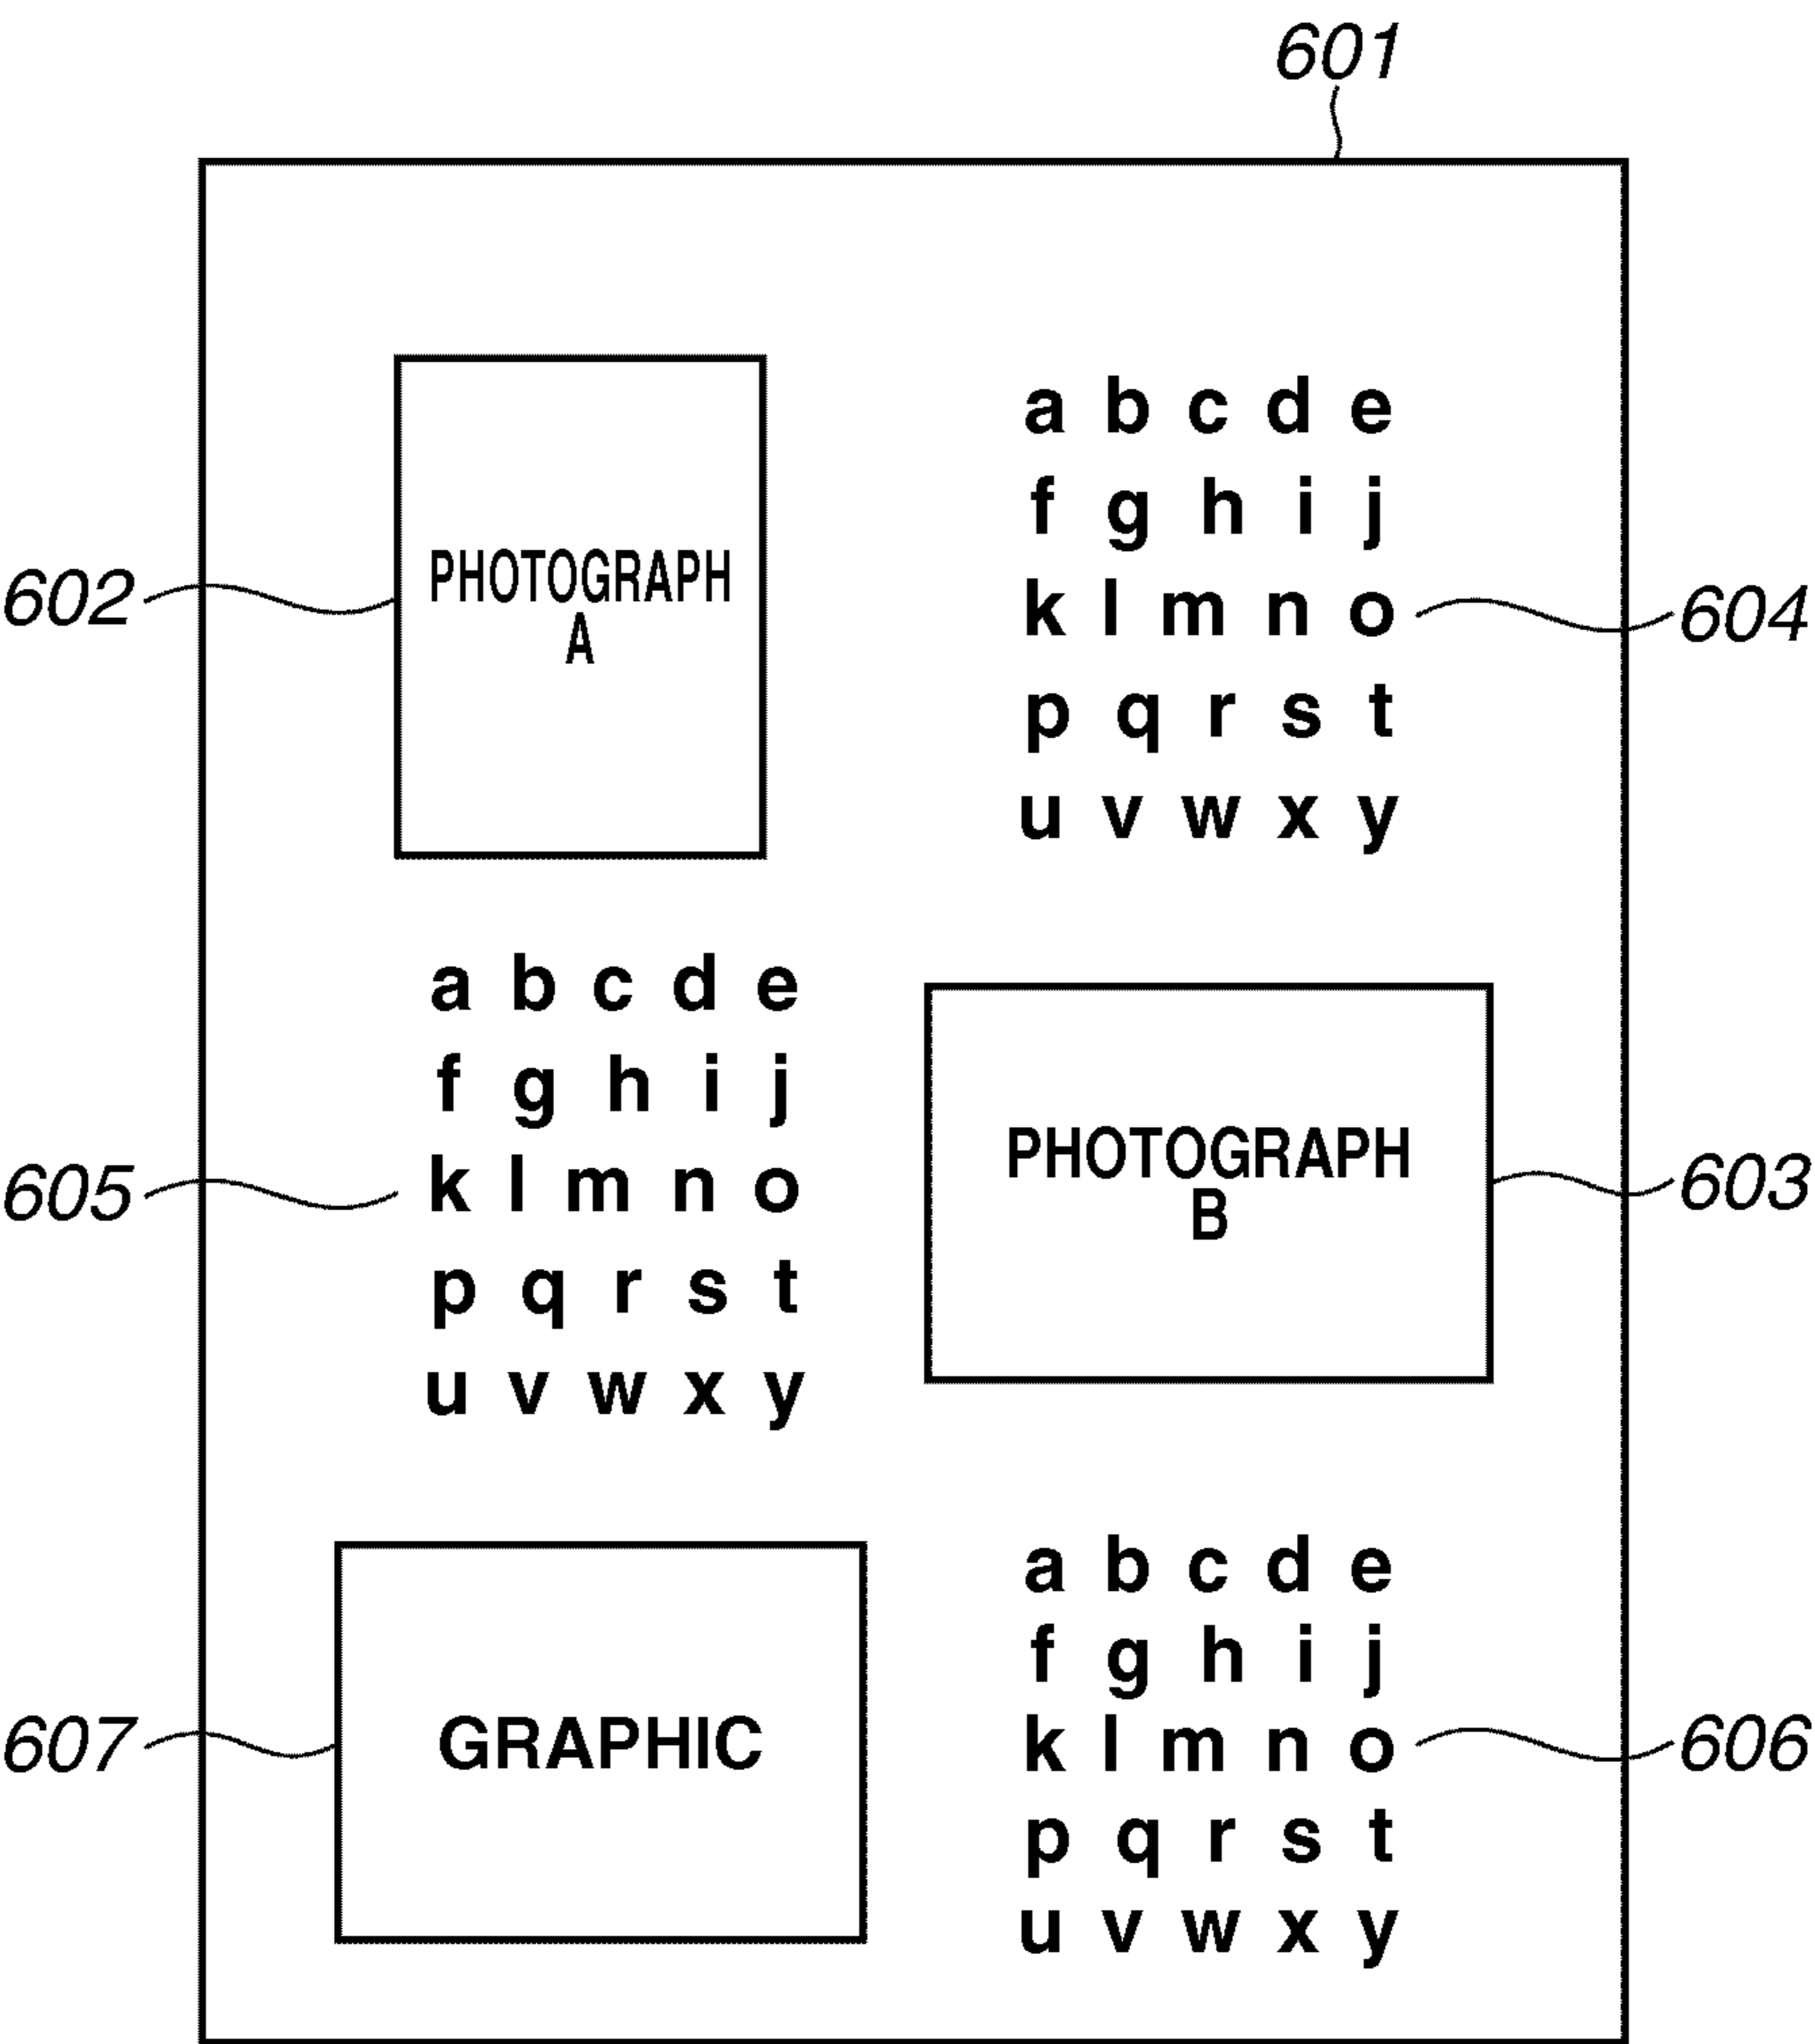 601
PHOTOGRAPH
A
602
a b c d e
f g h i j
k l m n o
p q r s t
u v w x y
604
a b c d e
f g h i j
k l m n o
p q r s t
u v w x y
605
PHOTOGRAPH
B
603
GRAPHIC
607
a b c d e
f g h i j
k l m n o
p q r s t
u v w x y
606